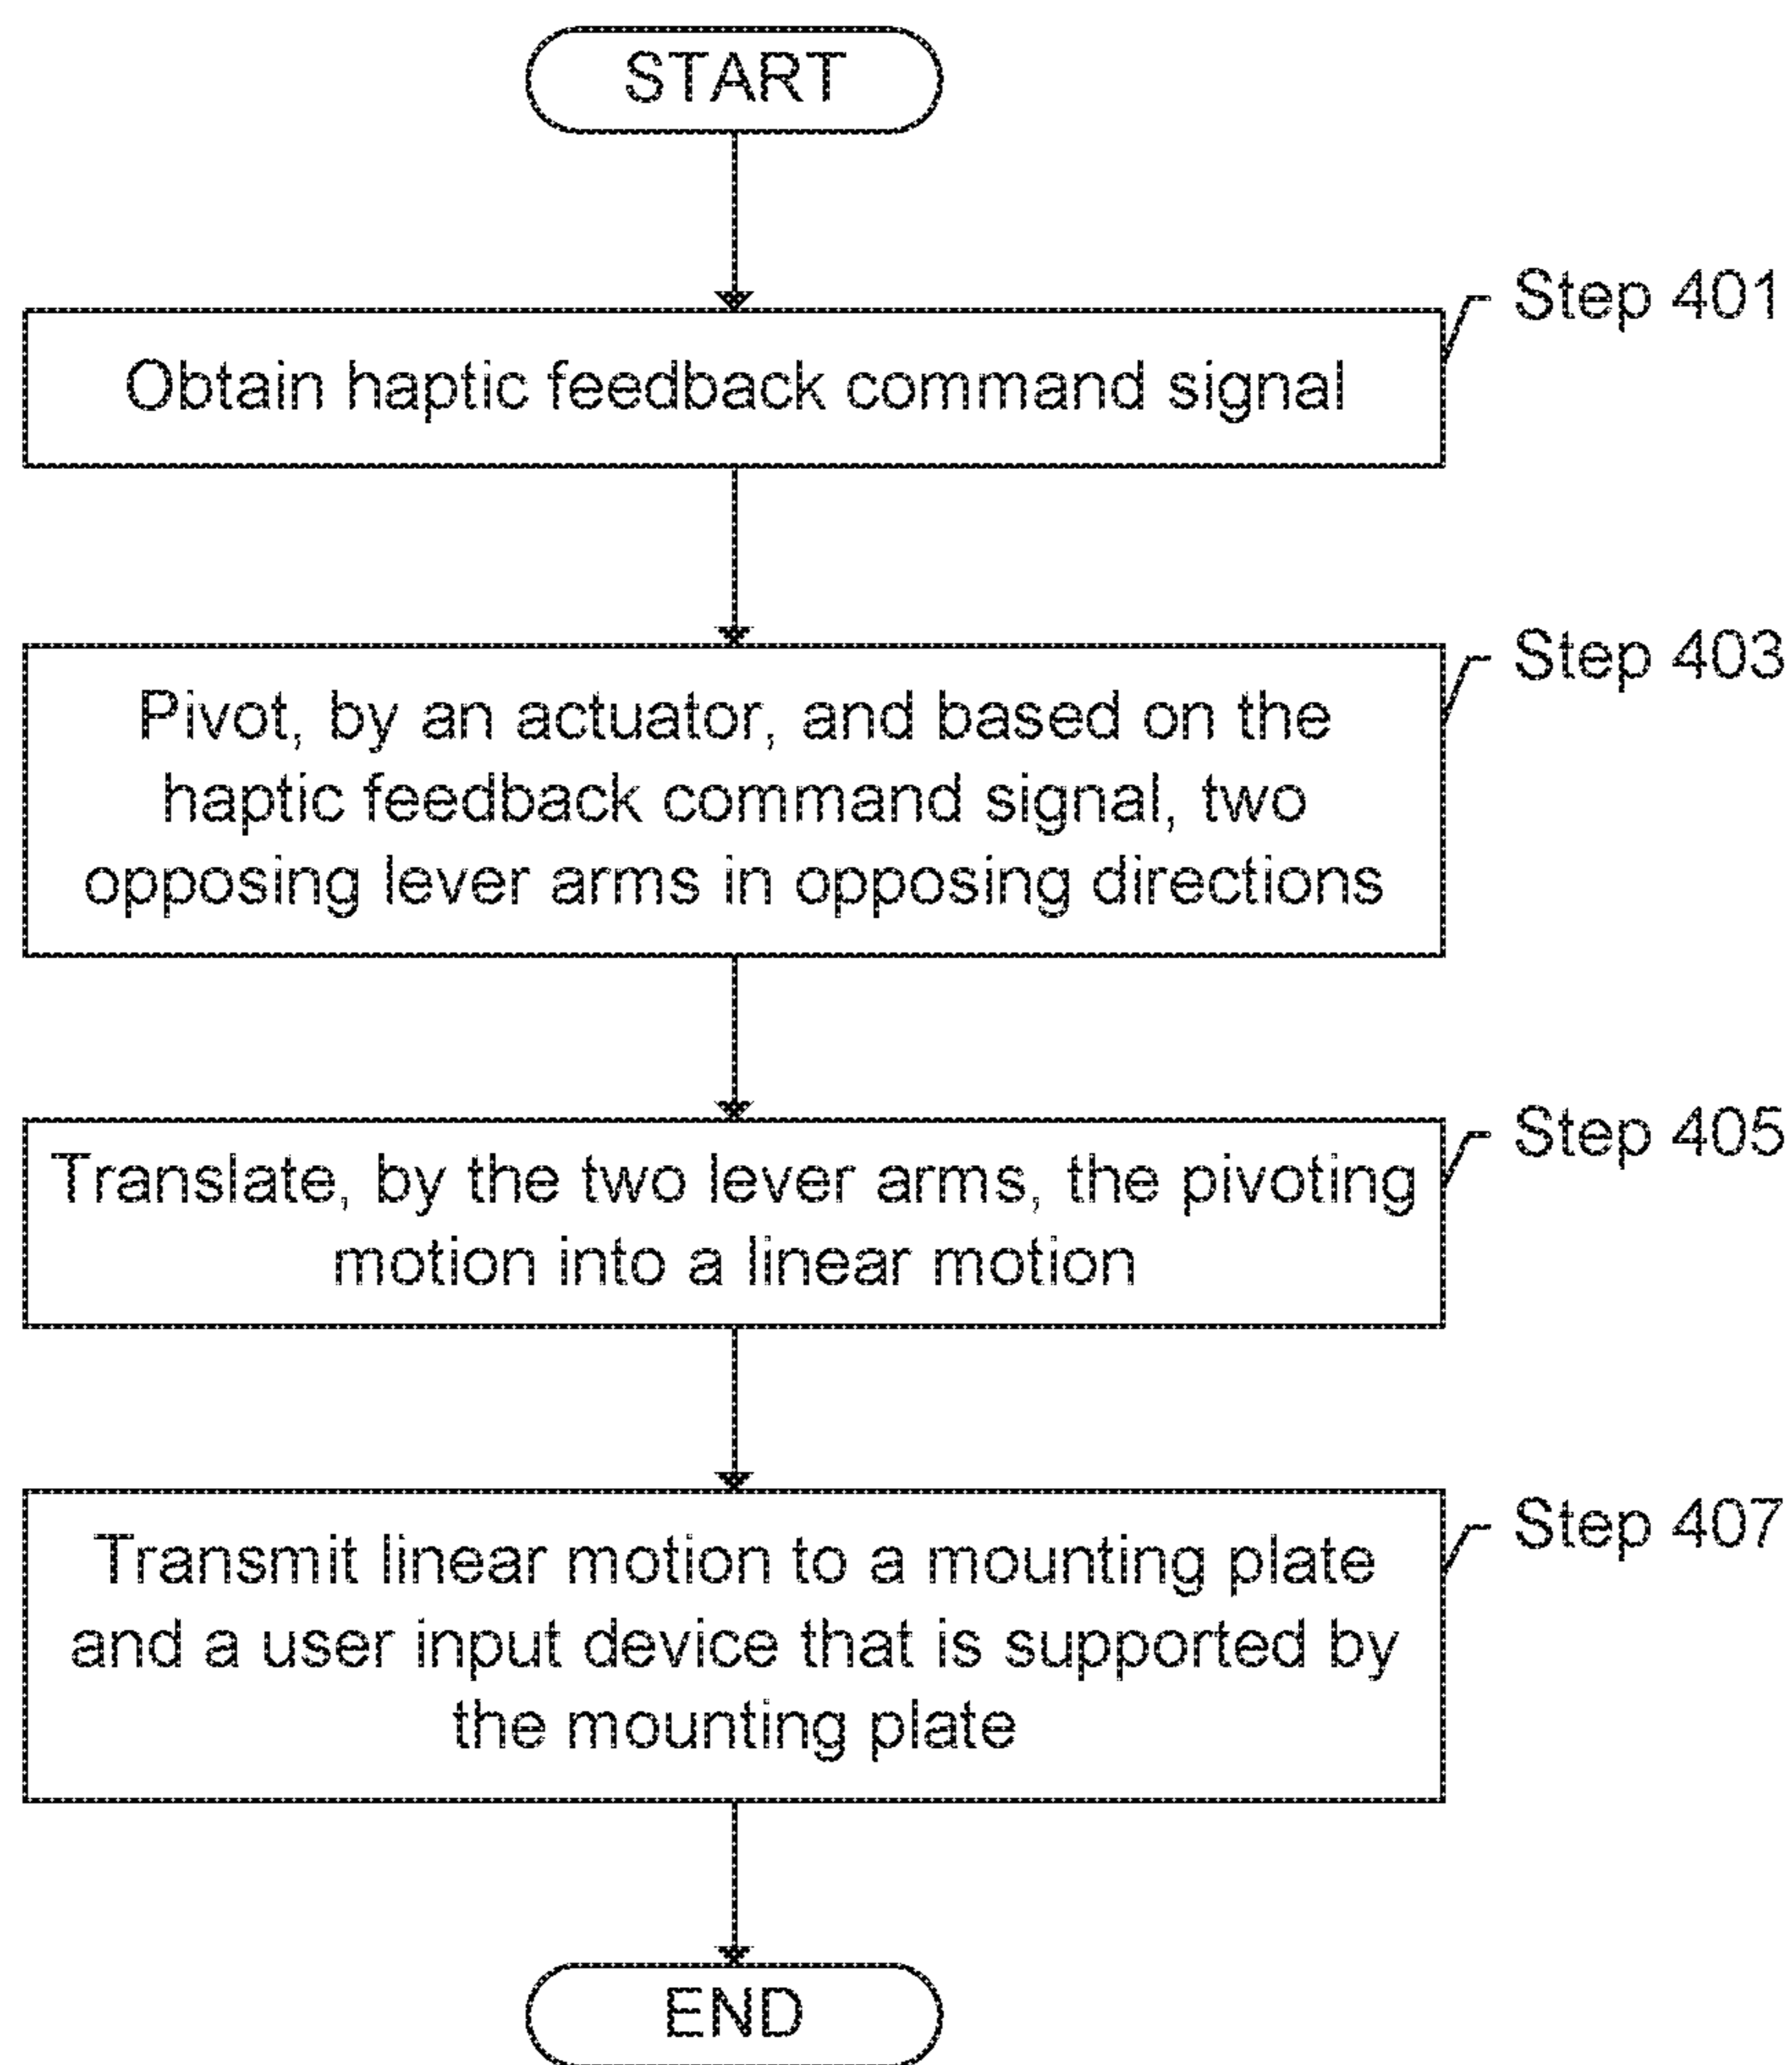 START
Step 401
Obtain haptic feedback command signal
Step 403
Pivot, by an actuator, and based on the
haptic feedback command signal, two
opposing lever arms in opposing directions
Step 405
Translate, by the two lever arms, the pivoting
motion into a linear motion
Step 407
Transmit linear motion to a mounting plate
and a user input device that is supported by
the mounting plate
END